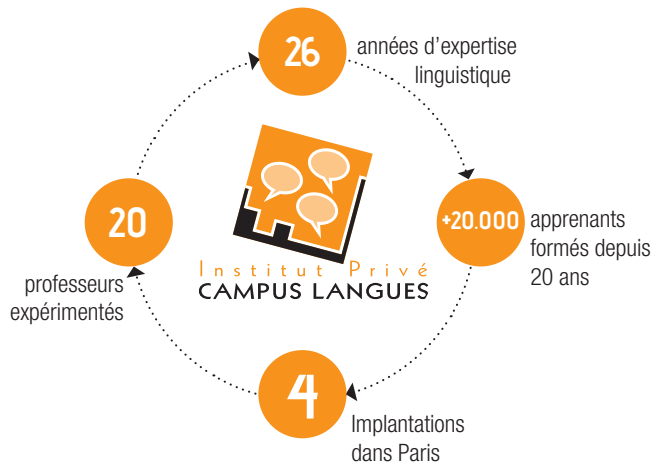 26
années d'expertise
linguistique
+20.000
apprenants
formés depuis
20 ans
4
Implantations
dans Paris
20
professeurs
expérimentés
Institut Privé
CAMPUS LANGUES